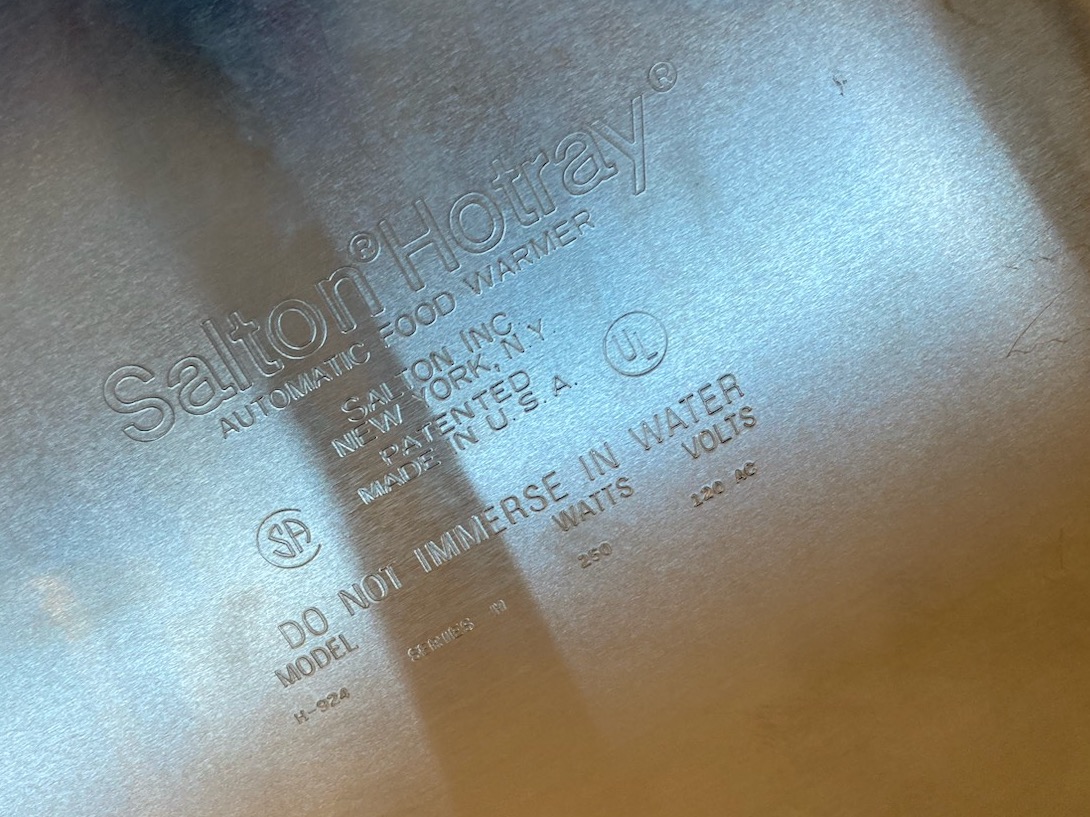 Salton® Hotray®
AUTOMATIC FOOD WARMER
SALTON INC
NEW YORK, N.Y.
PATENTED
MADE IN U.S.A.
UL
SA
DO NOT IMMERSE IN WATER
MODEL WATTS VOLTS
H-924 SERIES 250 120 AC